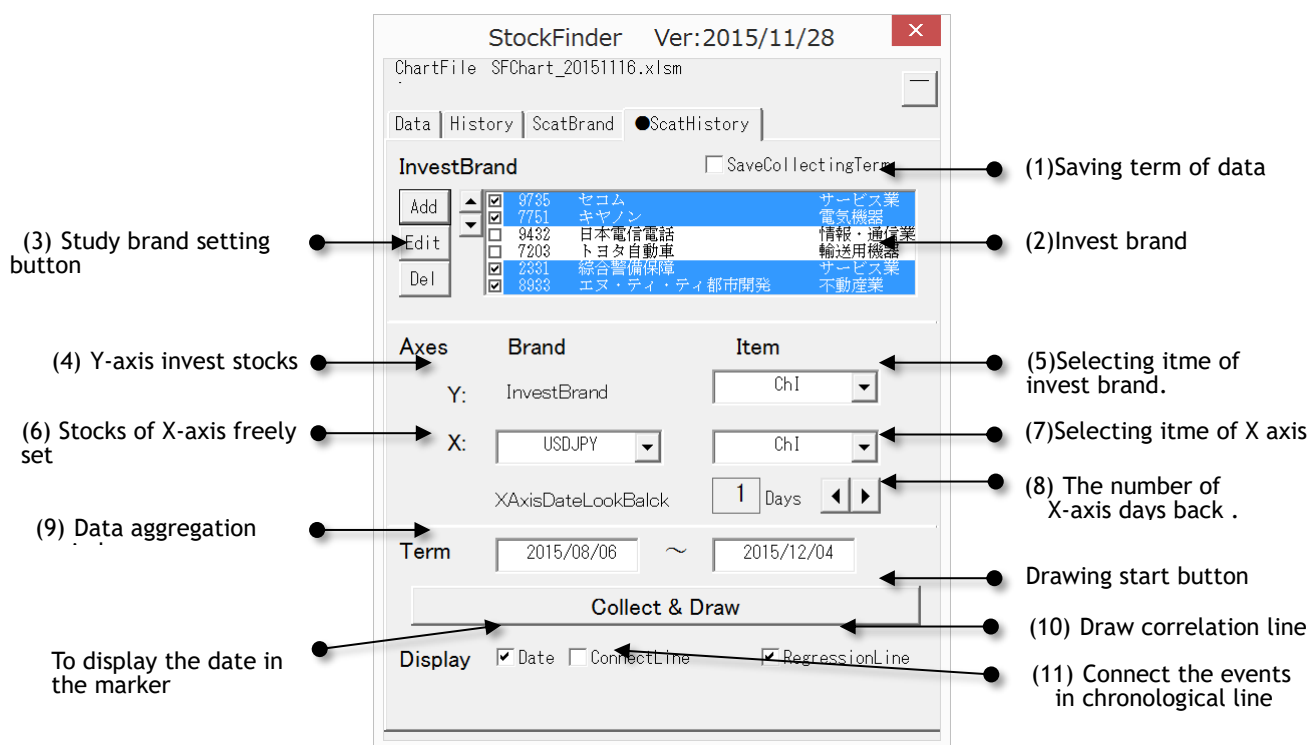 StockFinder Ver:2015/11/28
ChartFile SFChart_20151116.xlsm
Data History ScatBrand ●ScatHistory
InvestBrand
SaveCollectingTerm
(1)Saving term of data
Add
9735 セコム サービス業
7751 キヤノン 電気機器
(3) Study brand setting
button
Edit
9432 日本電信電話 情報・通信業
7203 トヨタ自動車 輸送用機器
(2)Invest brand
Del
2331 綜合警備保障 サービス業
8933 エヌ・ティ・ティ都市開発 不動産業
Axes Brand Item
(4) Y-axis invest stocks
Y: InvestBrand ChI
(5)Selecting itme of
invest brand.
(6) Stocks of X-axis freely
set
X: USDJPY ChI
(7)Selecting itme of X axis
XAxisDateLookBalck 1 Days
(8) The number of
X-axis days back .
(9) Data aggregation
Term 2015/08/06 ～ 2015/12/04
Drawing start button
Collect & Draw
(10) Draw correlation line
To display the date in
the marker
Display Date ConnectLine RegressionLine
(11) Connect the events
in chronological line